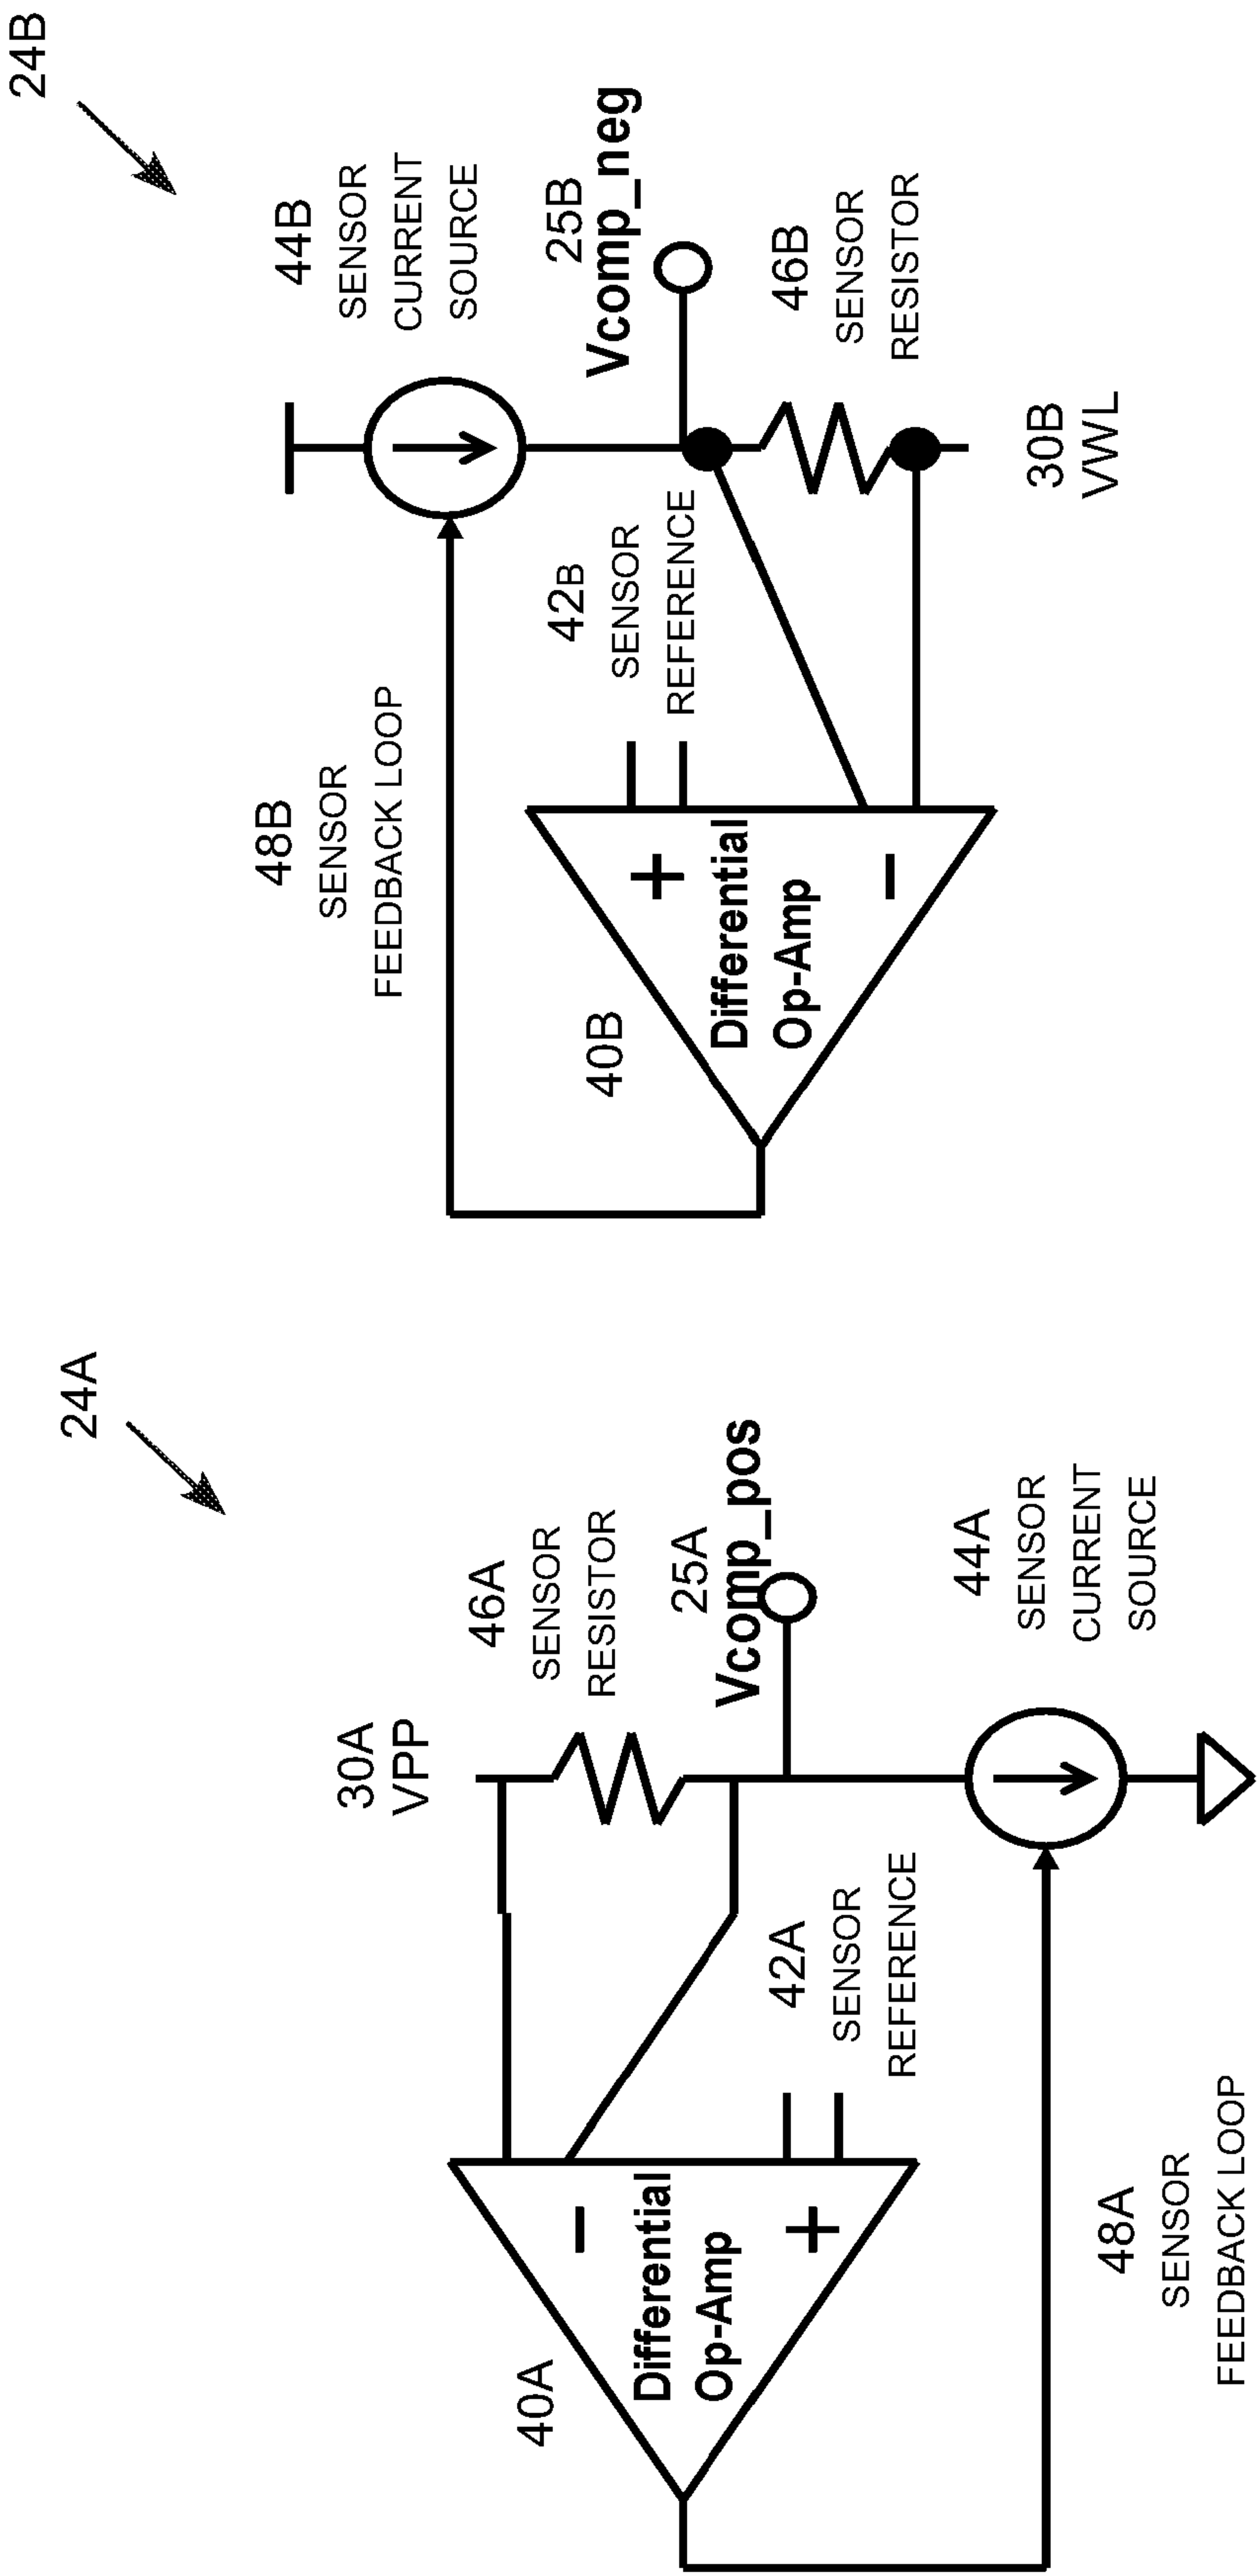 24A
30A
VPP
46A
SENSOR
RESISTOR
25A
Vcomp_pos
40A
−
Differential
Op-Amp
+
42A
SENSOR
REFERENCE
44A
SENSOR
CURRENT
SOURCE
48A
SENSOR
FEEDBACK LOOP
24B
44B
SENSOR
CURRENT
SOURCE
48B
SENSOR
FEEDBACK LOOP
25B
Vcomp_neg
42B
SENSOR
REFERENCE
40B
+
Differential
Op-Amp
−
46B
SENSOR
RESISTOR
30B
VWL